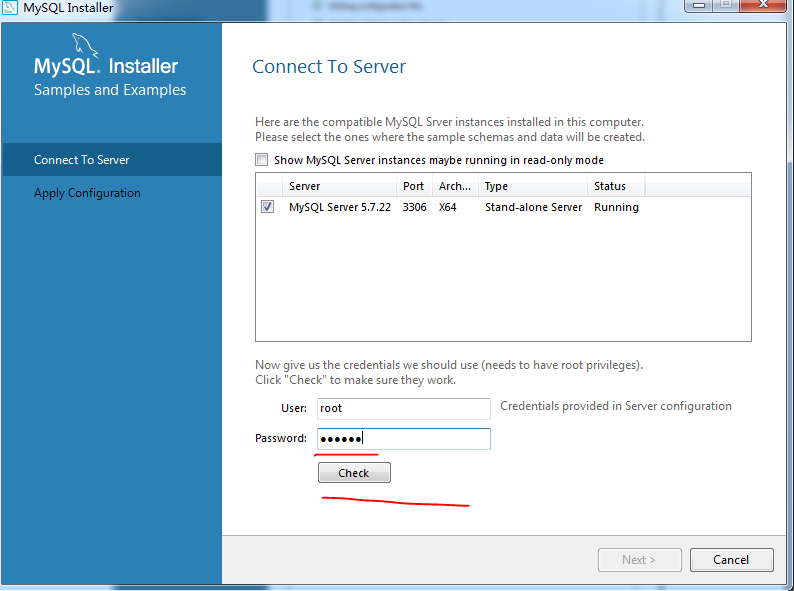 MySQL Installer
MySQL. Installer
Samples and Examples
Connect To Server
Apply Configuration
Connect To Server
Here are the compatible MySQL Srver instances installed in this computer.
Please select the ones where the sample schemas and data will be created.
Show MySQL Server instances maybe running in read-only mode
Server Port Arch... Type Status
MySQL Server 5.7.22 3306 X64 Stand-alone Server Running
Now give us the credentials we should use (needs to have root privileges).
Click "Check" to make sure they work.
User: root Credentials provided in Server configuration
Password: ●●●●●●
Check
Next > Cancel